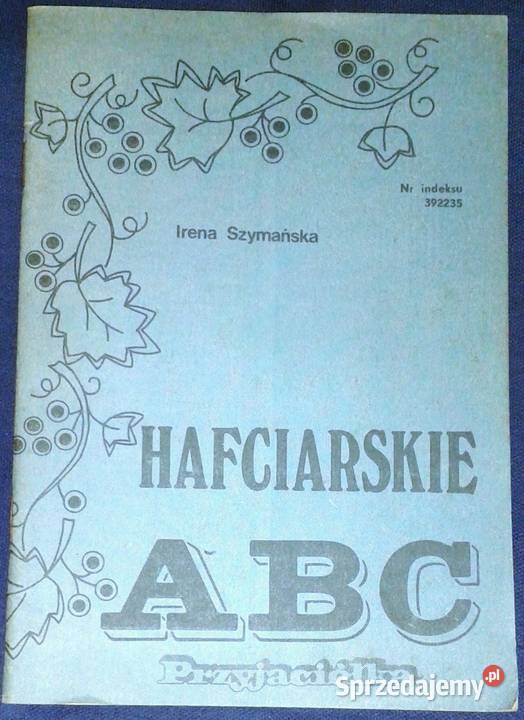 Nr indeksu
392235
Irena Szymańska
HAFCIARSKIE
ABC
Przyjaciółka
Sprzedajemy.pl